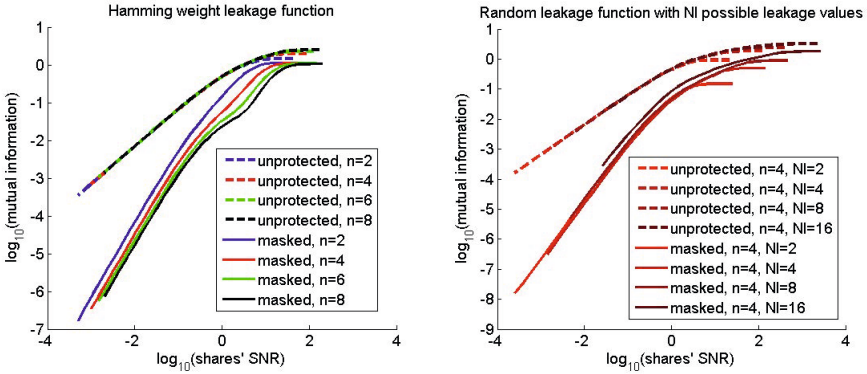 Hamming weight leakage function
log10(mutual information)
1
0
-1
-2
-3
-4
-5
-6
-7
-4
-2
0
2
4
log10(shares' SNR)
unprotected, n=2
unprotected, n=4
unprotected, n=6
unprotected, n=8
masked, n=2
masked, n=4
masked, n=6
masked, n=8
Random leakage function with Nl possible leakage values
log10(mutual information)
1
0
-1
-2
-3
-4
-5
-6
-7
-8
-9
-4
-2
0
2
4
log10(shares' SNR)
unprotected, n=4, Nl=2
unprotected, n=4, Nl=4
unprotected, n=4, Nl=8
unprotected, n=4, Nl=16
masked, n=4, Nl=2
masked, n=4, Nl=4
masked, n=4, Nl=8
masked, n=4, Nl=16